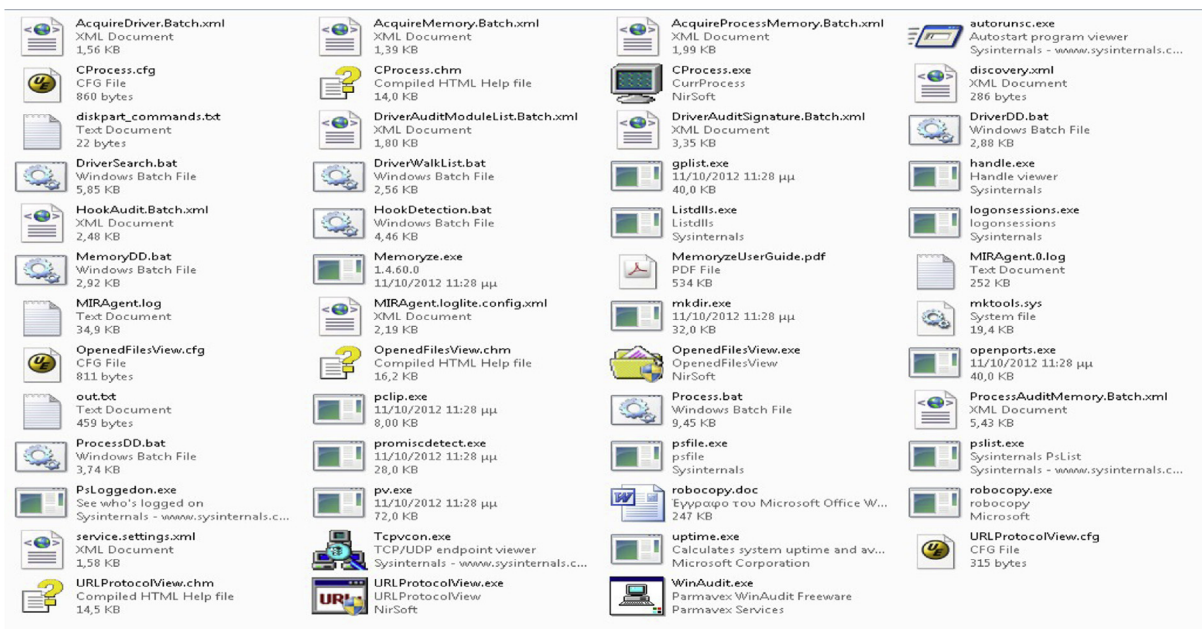 AcquireDriver.Batch.xml
XML Document
1,56 KB
AcquireMemory.Batch.xml
XML Document
1,39 KB
AcquireProcessMemory.Batch.xml
XML Document
1,99 KB
autorunsc.exe
Autostart program viewer
Sysinternals - www.sysinternals.c...
CProcess.cfg
CFG File
860 bytes
CProcess.chm
Compiled HTML Help file
14,0 KB
CProcess.exe
CurrProcess
NirSoft
discovery.xml
XML Document
286 bytes
diskpart_commands.txt
Text Document
22 bytes
DriverAuditModuleList.Batch.xml
XML Document
1,80 KB
DriverAuditSignature.Batch.xml
XML Document
3,35 KB
DriverDD.bat
Windows Batch File
2,88 KB
DriverSearch.bat
Windows Batch File
5,85 KB
DriverWalkList.bat
Windows Batch File
2,56 KB
gplist.exe
11/10/2012 11:28 μμ
40,0 KB
handle.exe
Handle viewer
Sysinternals
HookAudit.Batch.xml
XML Document
2,48 KB
HookDetection.bat
Windows Batch File
4,46 KB
Listdlls.exe
Listdlls
Sysinternals
logonsessions.exe
logonsessions
Sysinternals
MemoryDD.bat
Windows Batch File
2,92 KB
Memoryze.exe
1.4.60.0
11/10/2012 11:28 μμ
MemoryzeUserGuide.pdf
PDF File
534 KB
MIRAgent.0.log
Text Document
252 KB
MIRAgent.log
Text Document
34,9 KB
MIRAgent.loglite.config.xml
XML Document
2,19 KB
mkdir.exe
11/10/2012 11:28 μμ
32,0 KB
mktools.sys
System file
19,4 KB
OpenedFilesView.cfg
CFG File
811 bytes
OpenedFilesView.chm
Compiled HTML Help file
16,2 KB
OpenedFilesView.exe
OpenedFilesView
NirSoft
openports.exe
11/10/2012 11:28 μμ
40,0 KB
out.txt
Text Document
459 bytes
pclip.exe
11/10/2012 11:28 μμ
8,00 KB
Process.bat
Windows Batch File
9,45 KB
ProcessAuditMemory.Batch.xml
XML Document
5,43 KB
ProcessDD.bat
Windows Batch File
3,74 KB
promiscdetect.exe
11/10/2012 11:28 μμ
28,0 KB
psfile.exe
psfile
Sysinternals
pslist.exe
Sysinternals PsList
Sysinternals - www.sysinternals.c...
PsLoggedon.exe
See who's logged on
Sysinternals - www.sysinternals.c...
pv.exe
11/10/2012 11:28 μμ
72,0 KB
robocopy.doc
Έγγραφο του Microsoft Office W...
247 KB
robocopy.exe
robocopy
Microsoft
service.settings.xml
XML Document
1,58 KB
Tcpvcon.exe
TCP/UDP endpoint viewer
Sysinternals - www.sysinternals.c...
uptime.exe
Calculates system uptime and av...
Microsoft Corporation
URLProtocolView.cfg
CFG File
315 bytes
URLProtocolView.chm
Compiled HTML Help file
14,5 KB
URL
URLProtocolView.exe
URLProtocolView
NirSoft
WinAudit.exe
Parmavex WinAudit Freeware
Parmavex Services